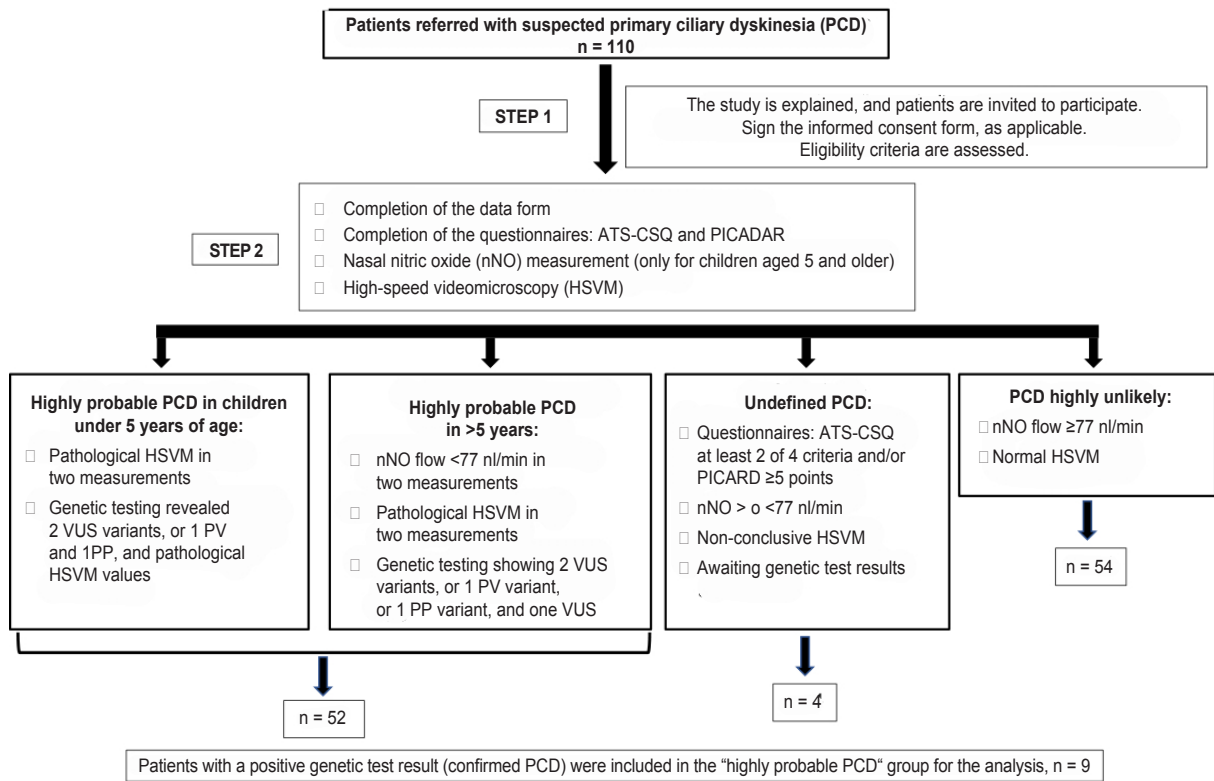 Patients referred with suspected primary ciliary dyskinesia (PCD)
n = 110
STEP 1
The study is explained, and patients are invited to participate.
Sign the informed consent form, as applicable.
Eligibility criteria are assessed.
STEP 2
Completion of the data form
Completion of the questionnaires: ATS-CSQ and PICADAR
Nasal nitric oxide (nNO) measurement (only for children aged 5 and older)
High-speed videomicroscopy (HSVM)
Highly probable PCD in children
under 5 years of age:
Pathological HSVM in
two measurements
Genetic testing revealed
2 VUS variants, or 1 PV
and 1PP, and pathological
HSVM values
Highly probable PCD
in >5 years:
nNO flow <77 nl/min in
two measurements
Pathological HSVM in
two measurements
Genetic testing showing 2 VUS
variants, or 1 PV variant,
or 1 PP variant, and one VUS
Undefined PCD:
Questionnaires: ATS-CSQ
at least 2 of 4 criteria and/or
PICARD ≥5 points
nNO > o <77 nl/min
Non-conclusive HSVM
Awaiting genetic test results
PCD highly unlikely:
nNO flow ≥77 nl/min
Normal HSVM
n = 54
n = 52
n = 4
Patients with a positive genetic test result (confirmed PCD) were included in the “highly probable PCD“ group for the analysis, n = 9